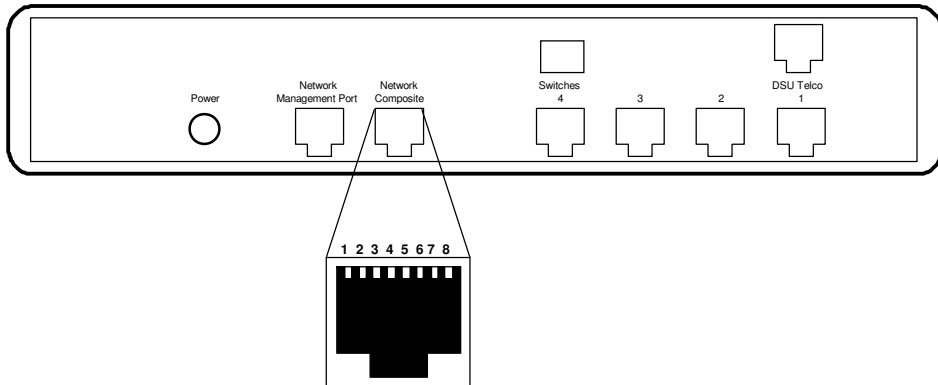 Power
Network
Management Port
Network
Composite
Switches
4
3
2
DSU Telco
1
1 2 3 4 5 6 7 8